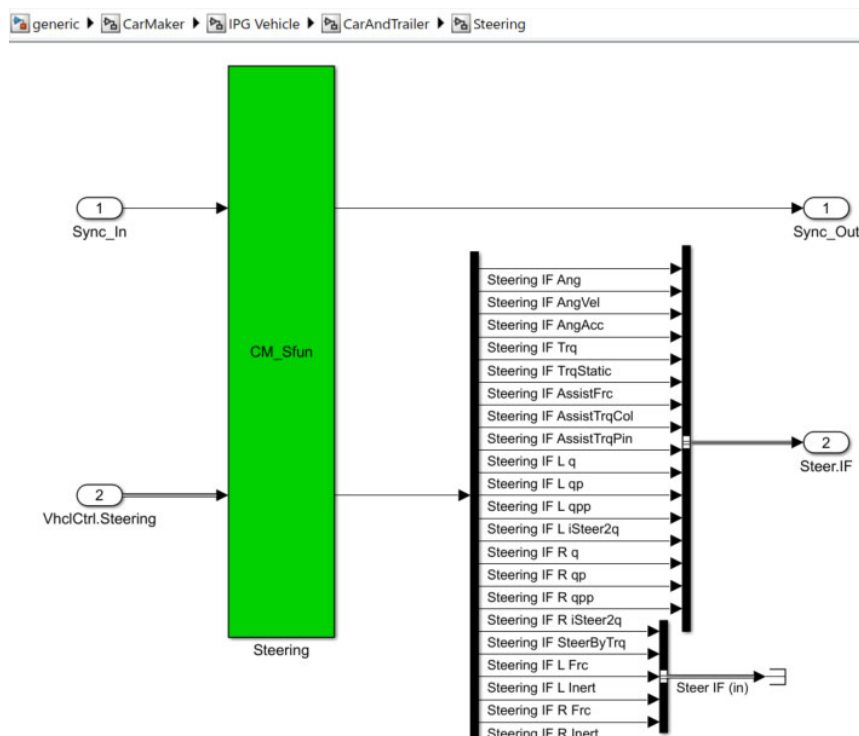 generic CarMaker IPG Vehicle CarAndTrailer Steering
1
Sync_In
1
Sync_Out
CM_Sfun
2
VhclCtrl.Steering
Steering
Steering IF Ang
Steering IF AngVel
Steering IF AngAcc
Steering IF Trq
Steering IF TrqStatic
Steering IF AssistFrc
Steering IF AssistTrqCol
Steering IF AssistTrqPin
Steering IF L q
Steering IF L qp
Steering IF L qpp
Steering IF L iSteer2q
Steering IF R q
Steering IF R qp
Steering IF R qpp
Steering IF R iSteer2q
Steering IF SteerByTrq
Steering IF L Frc
Steering IF L Inert
Steering IF R Frc
Steering IF R Inert
2
Steer.IF
Steer IF (in)